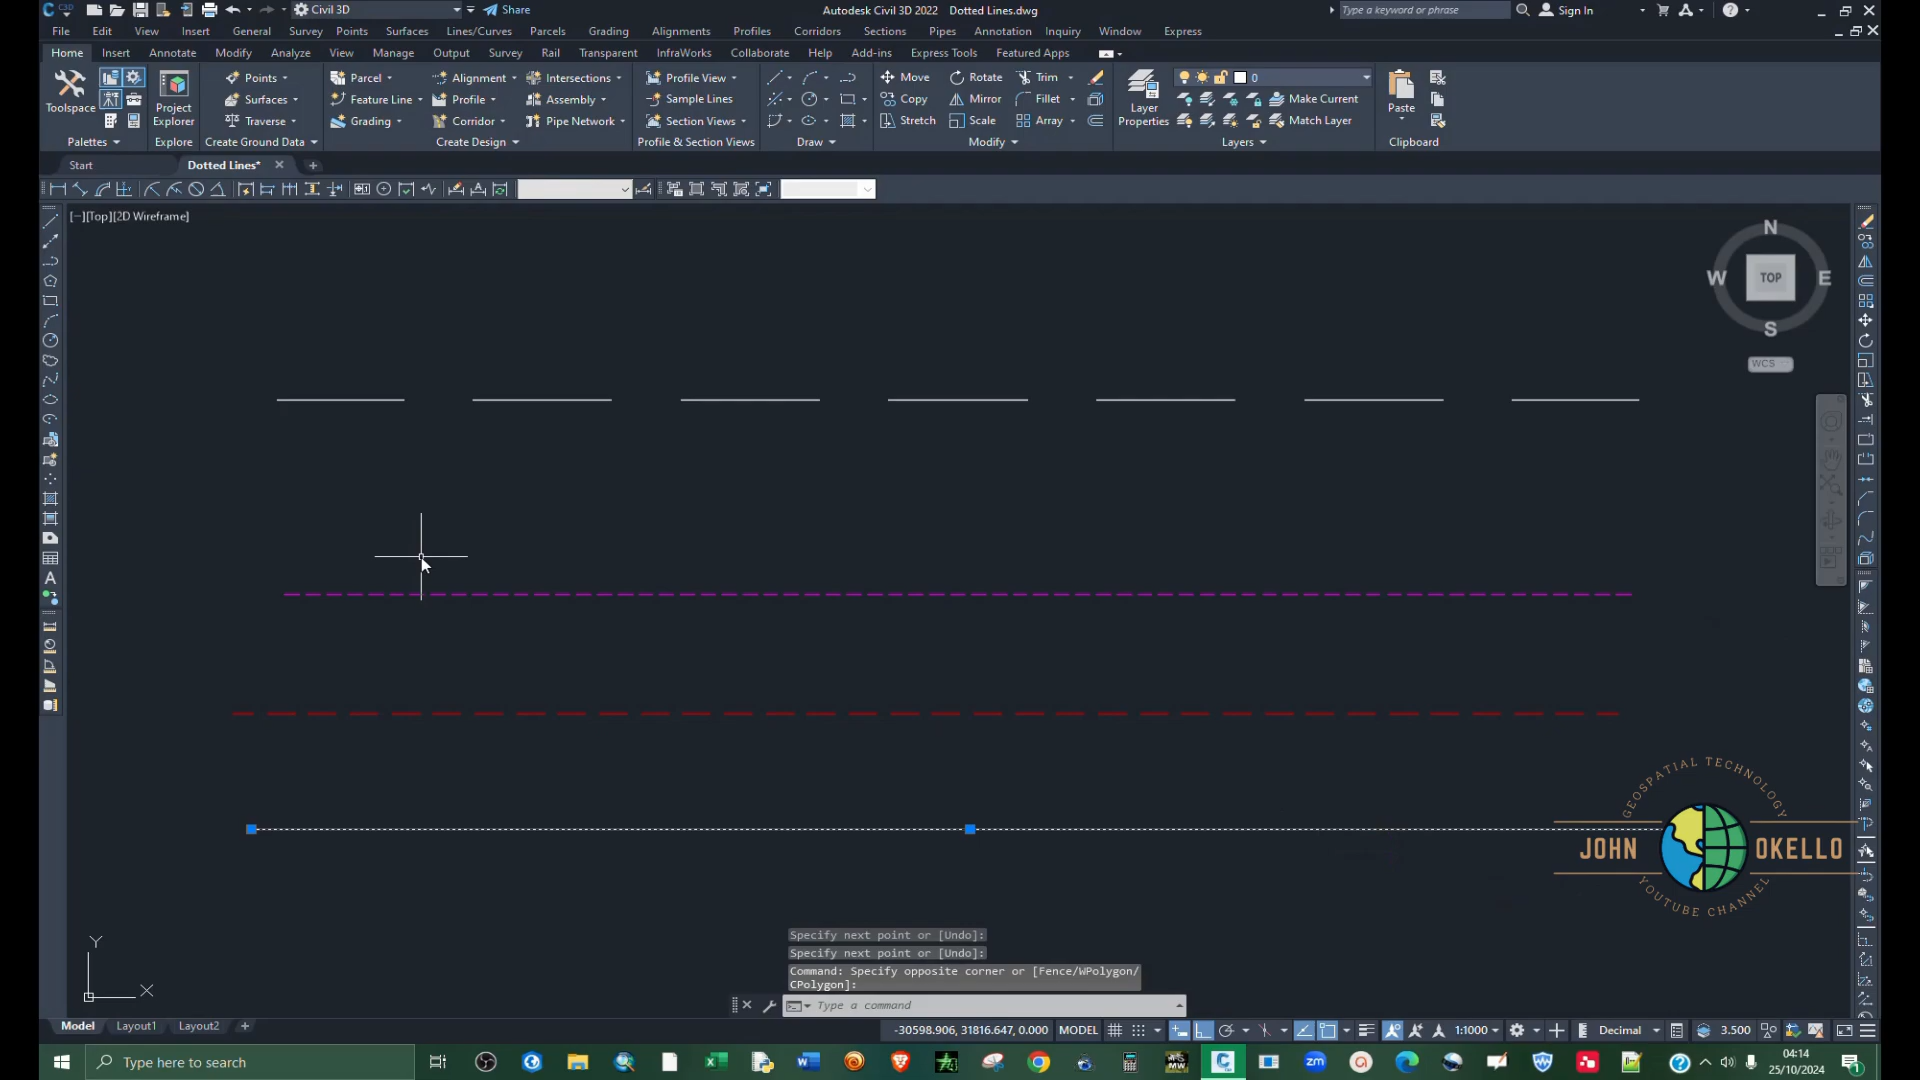 Civil 3D
Share
Autodesk Civil 3D 2022 Dotted Lines.dwg
Type a keyword or phrase
Sign In
File Edit View Insert General Survey Points Surfaces Lines/Curves Parcels Grading Alignments Profiles Corridors Sections Pipes Annotation Inquiry Window Express
Home Insert Annotate Modify Analyze View Manage Output Survey Rail Transparent InfraWorks Collaborate Help Add-ins Express Tools Featured Apps
Points Parcel Alignment Intersections Profile View Move Rotate Trim 0
Surfaces Feature Line Profile Assembly Sample Lines Copy Mirror Fillet Make Current
Toolspace Project Explorer Layer Properties Paste
Traverse Grading Corridor Pipe Network Section Views Stretch Scale Array Match Layer
Palettes Explore Create Ground Data Create Design Profile & Section Views Draw Modify Layers Clipboard
Start Dotted Lines*
[−][Top][2D Wireframe]
N
W TOP E
S
WCS
GEOSPATIAL TECHNOLOGY
JOHN OKELLO
YOUTUBE CHANNEL
Specify next point or [Undo]:
Specify next point or [Undo]:
Command: Specify opposite corner or [Fence/WPolygon/
CPolygon]:
Y
X
Type a command
Model Layout1 Layout2
-30598.906, 31816.647, 0.000 MODEL 1:1000 Decimal 3.500
Type here to search
zm
04:14
25/10/2024